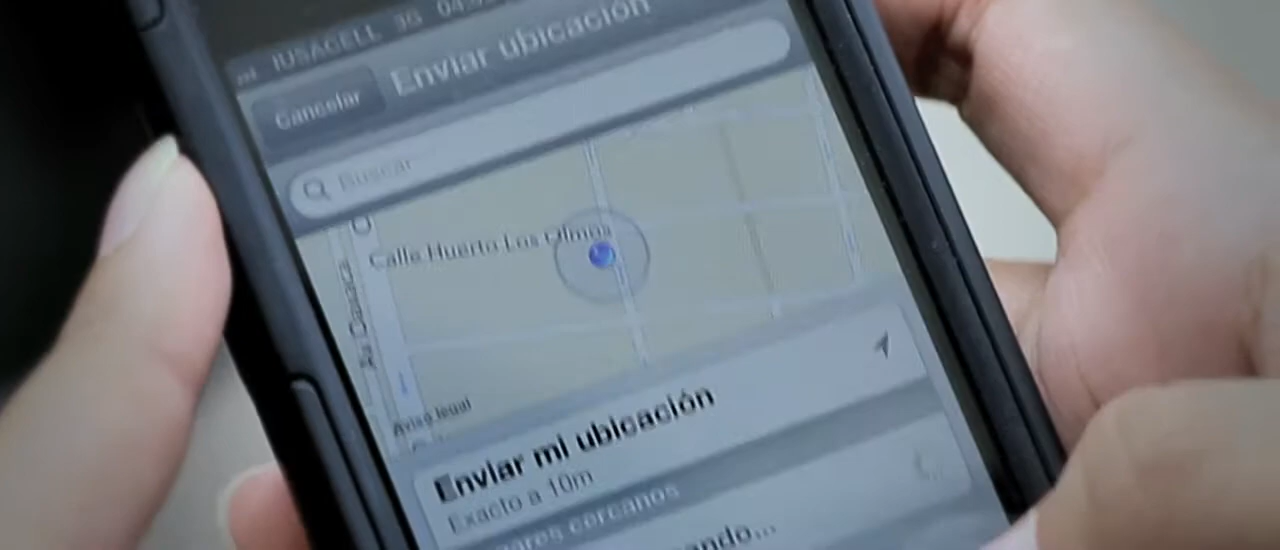 IUSACELL 3G
Enviar ubicación
Cancelar
Buscar
Calle Huerto Los Olmos
Av Oaxaca
Aviso legal
Enviar mi ubicación
Exacto a 10m
cercanos